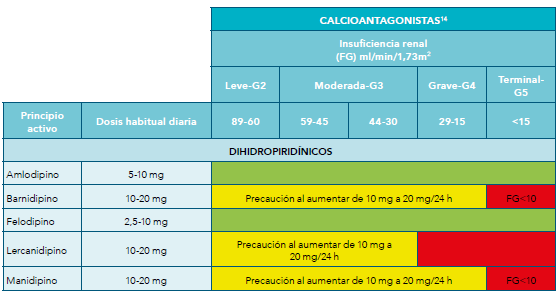 CALCIOANTAGONISTAS¹⁴
Insuficiencia renal
(FG) ml/min/1,73m²
Leve-G2 Moderada-G3 Grave-G4 Terminal-
G5
Principio
activo Dosis habitual diaria 89-60 59-45 44-30 29-15 <15
DIHIDROPIRIDÍNICOS
Amlodipino 5-10 mg
Barnidipino 10-20 mg Precaución al aumentar de 10 mg a 20 mg/24 h FG<10
Felodipino 2,5-10 mg
Lercanidipino 10-20 mg Precaución al aumentar de 10 mg a
20 mg/24 h
Manidipino 10-20 mg Precaución al aumentar de 10 mg a 20 mg/24 h FG<10